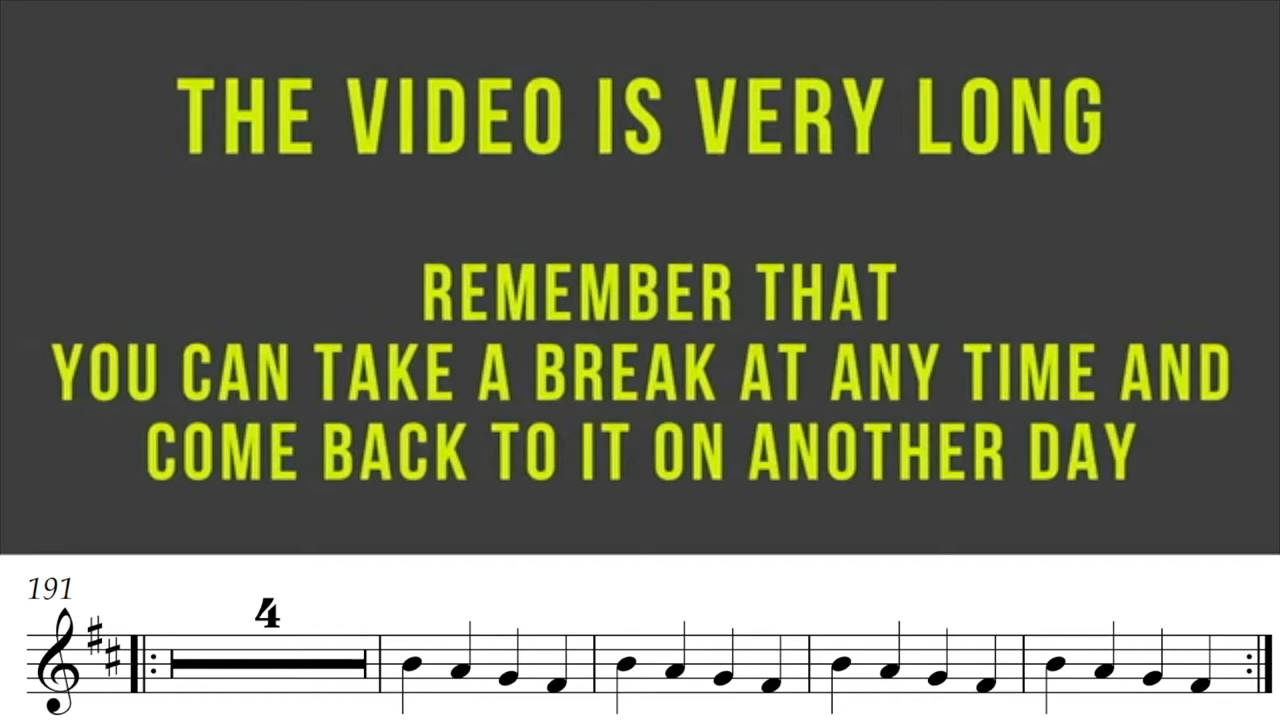 THE VIDEO IS VERY LONG
REMEMBER THAT
YOU CAN TAKE A BREAK AT ANY TIME AND
COME BACK TO IT ON ANOTHER DAY
191
4